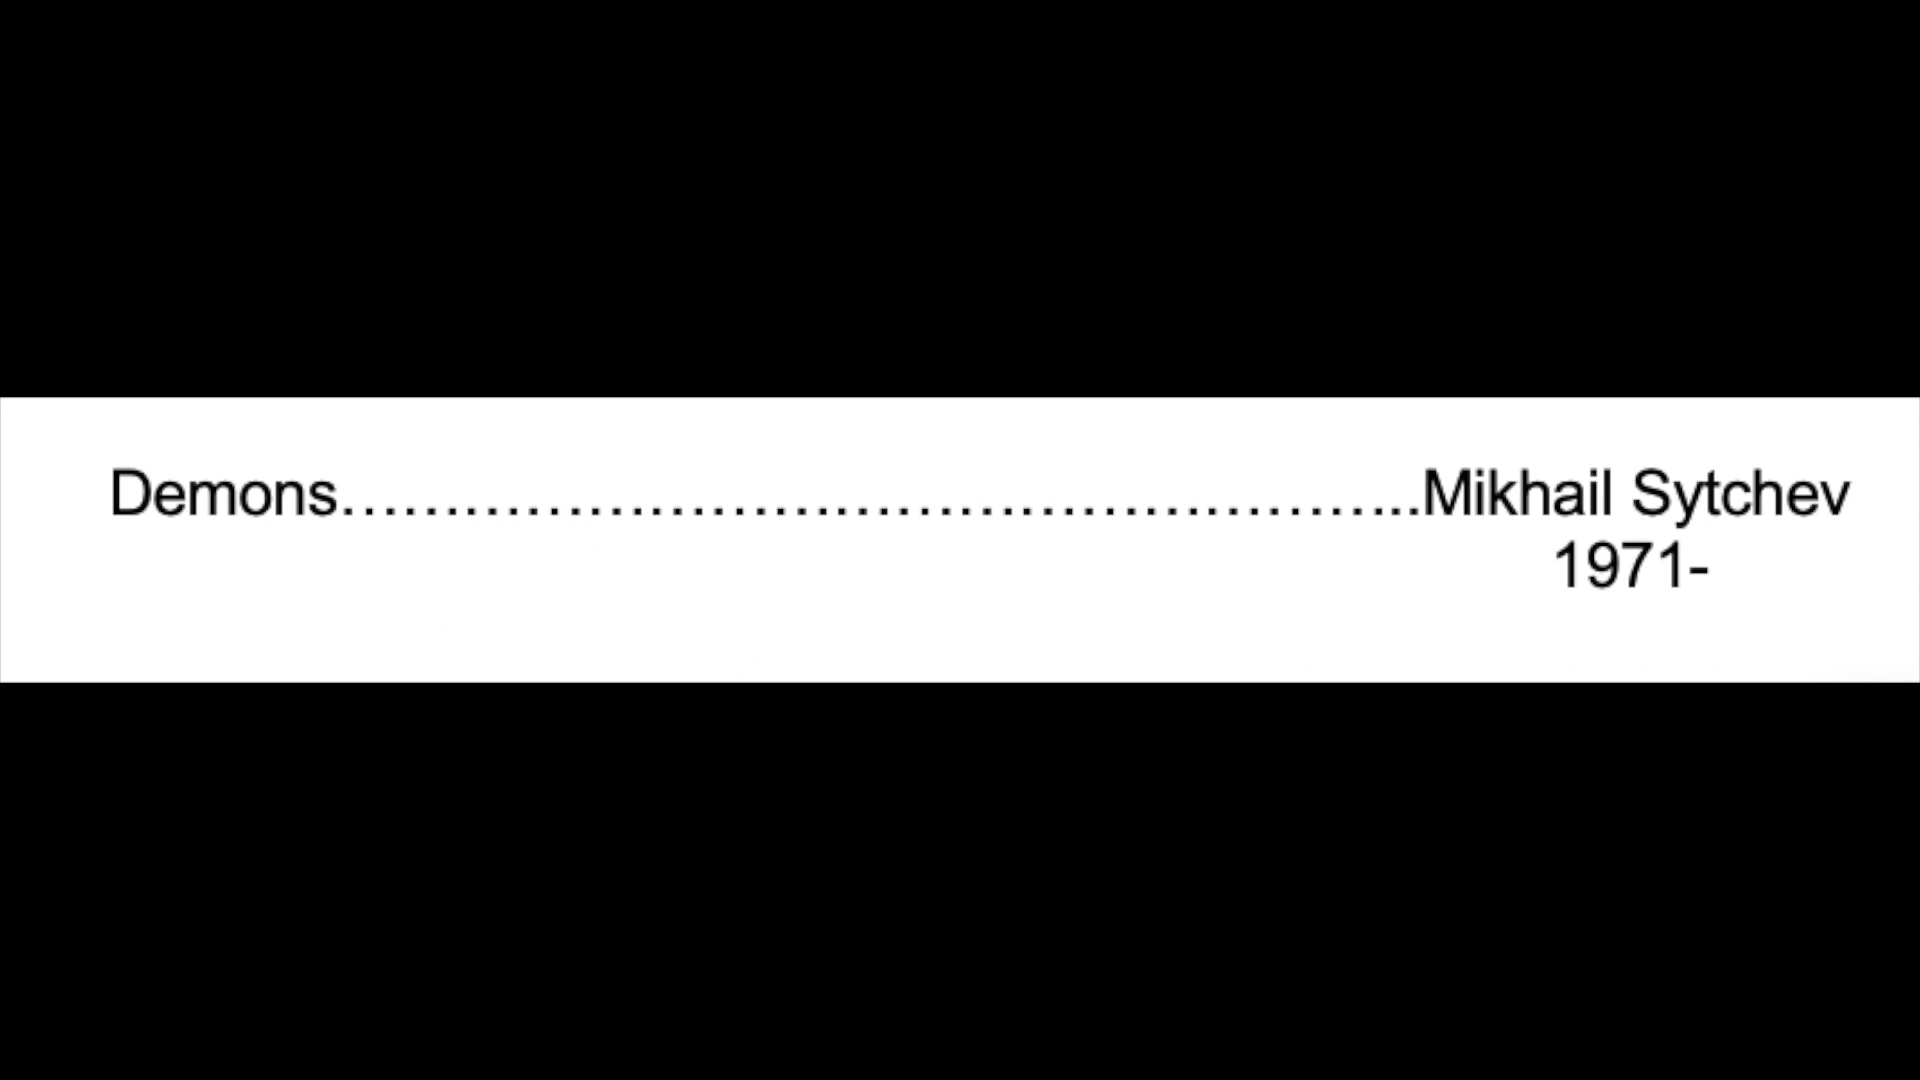 Demons…………………………………………………..Mikhail Sytchev
1971-